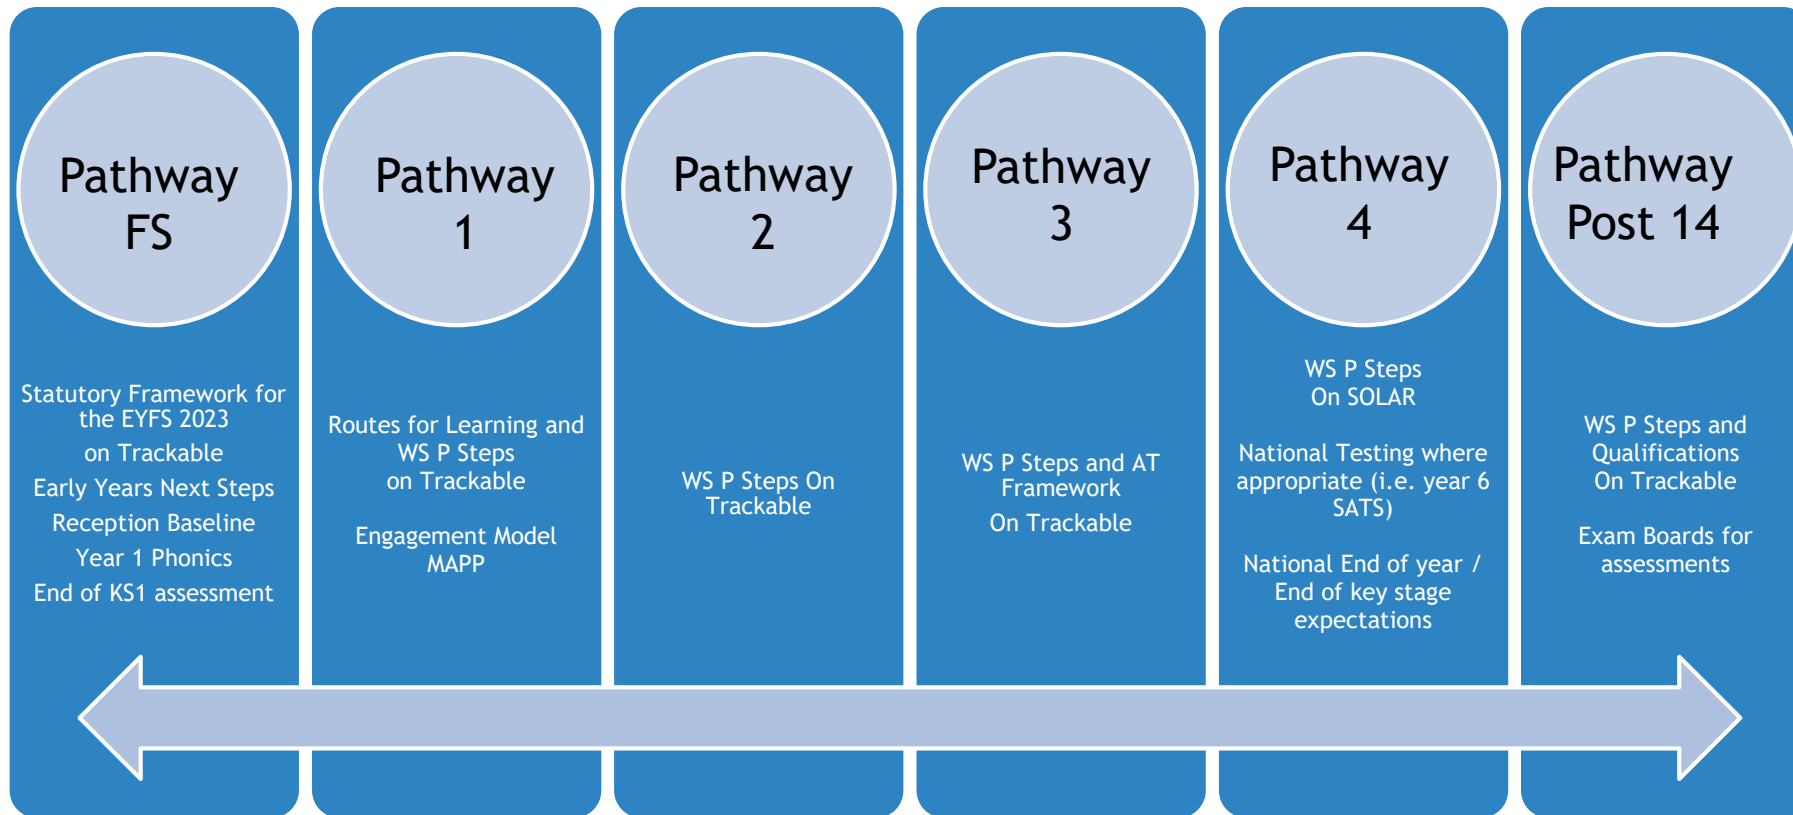 Pathway
FS
Statutory Framework for
the EYFS 2023
on Trackable
Early Years Next Steps
Reception Baseline
Year 1 Phonics
End of KS1 assessment
Pathway
1
Routes for Learning and
WS P Steps
on Trackable
Engagement Model
MAPP
Pathway
2
WS P Steps On
Trackable
Pathway
3
WS P Steps and AT
Framework
On Trackable
Pathway
4
WS P Steps
On SOLAR
National Testing where
appropriate (i.e. year 6
SATS)
National End of year /
End of key stage
expectations
Pathway
Post 14
WS P Steps and
Qualifications
On Trackable
Exam Boards for
assessments